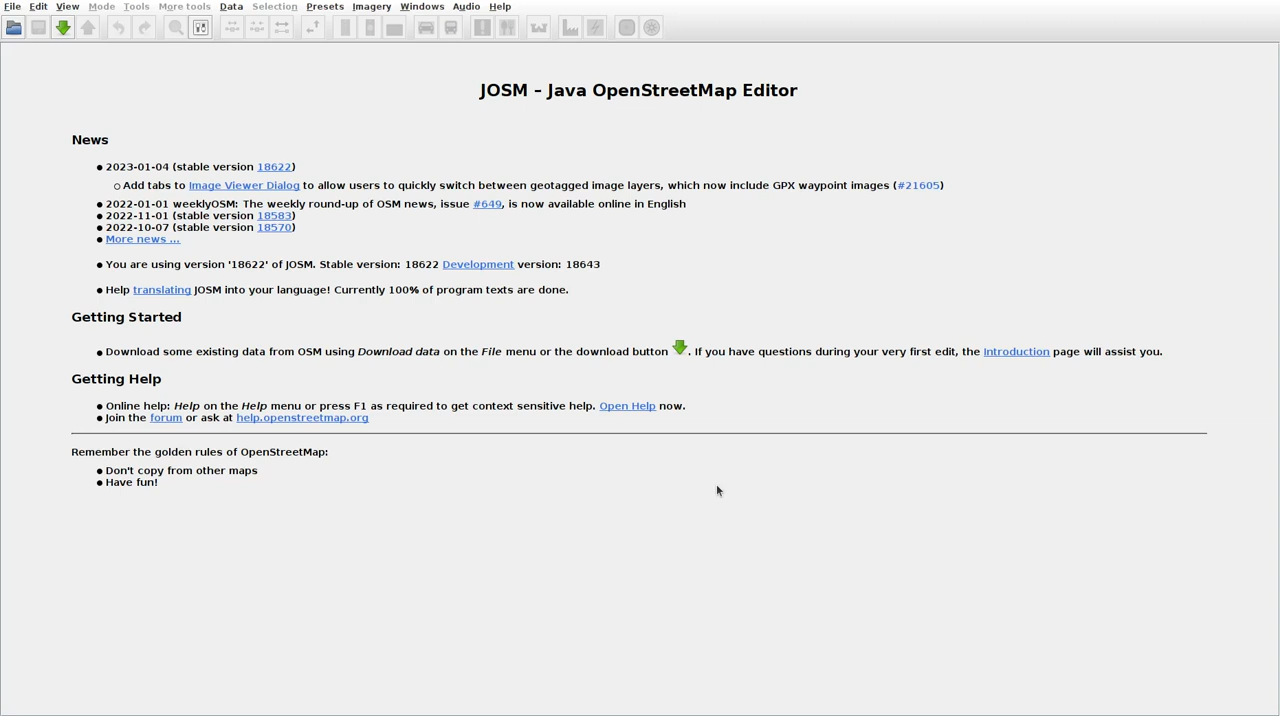 File Edit View Mode Tools More tools Data Selection Presets Imagery Windows Audio Help
JOSM – Java OpenStreetMap Editor
News
2023-01-04 (stable version 18622)
Add tabs to Image Viewer Dialog to allow users to quickly switch between geotagged image layers, which now include GPX waypoint images (#21605)
2022-01-01 weeklyOSM: The weekly round-up of OSM news, issue #649, is now available online in English
2022-11-01 (stable version 18583)
2022-10-07 (stable version 18570)
More news ...
You are using version '18622' of JOSM. Stable version: 18622 Development version: 18643
Help translating JOSM into your language! Currently 100% of program texts are done.
Getting Started
Download some existing data from OSM using Download data on the File menu or the download button . If you have questions during your very first edit, the Introduction page will assist you.
Getting Help
Online help: Help on the Help menu or press F1 as required to get context sensitive help. Open Help now.
Join the forum or ask at help.openstreetmap.org
Remember the golden rules of OpenStreetMap:
Don't copy from other maps
Have fun!